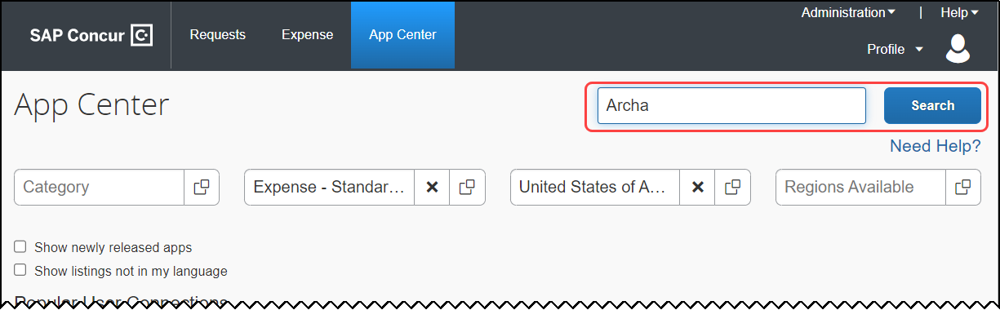 Administration | Help
SAP Concur Requests Expense App Center
Profile
App Center
Archa Search
Need Help?
Category Expense - Standar... United States of A... Regions Available
Show newly released apps
Show listings not in my language
Popular User Connections